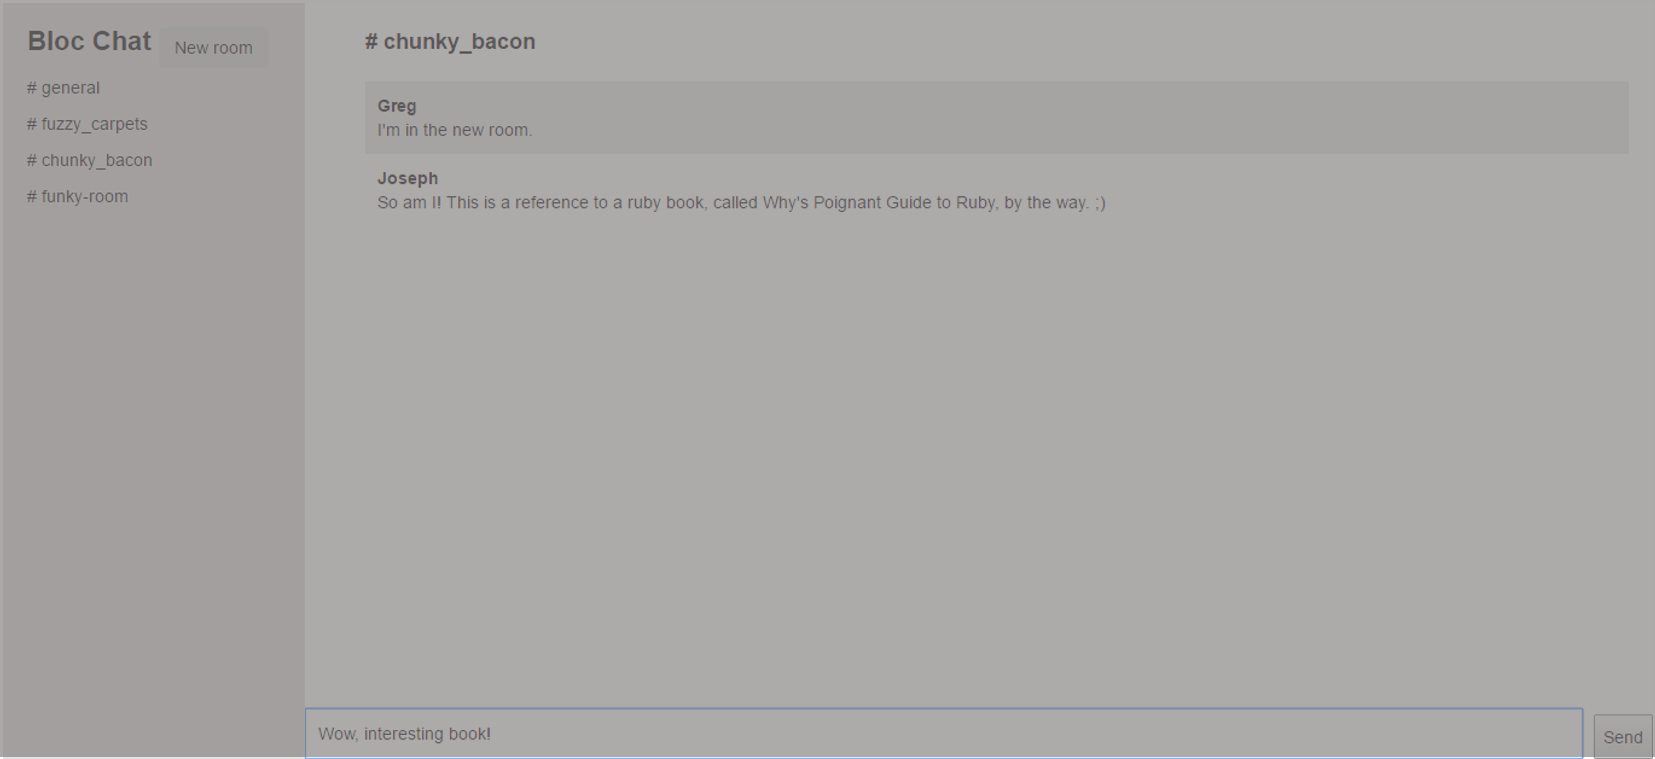 Bloc Chat
New room
# general
# fuzzy_carpets
# chunky_bacon
# funky-room
# chunky_bacon
Greg
I'm in the new room.
Joseph
So am I! This is a reference to a ruby book, called Why's Poignant Guide to Ruby, by the way. ;)
Wow, interesting book!
Send